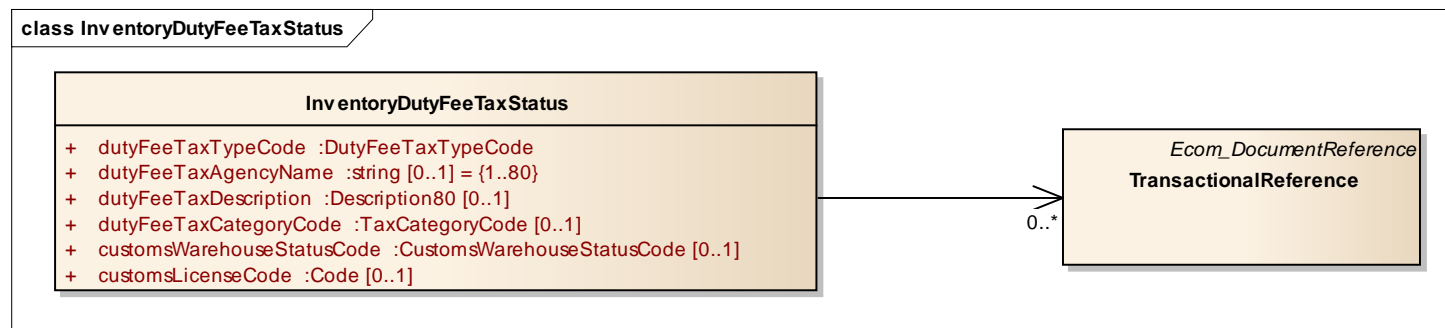 class InventoryDutyFeeTaxStatus
InventoryDutyFeeTaxStatus
+ dutyFeeTaxTypeCode :DutyFeeTaxTypeCode
+ dutyFeeTaxAgencyName :string [0..1] = {1..80}
+ dutyFeeTaxDescription :Description80 [0..1]
+ dutyFeeTaxCategoryCode :TaxCategoryCode [0..1]
+ customsWarehouseStatusCode :CustomsWarehouseStatusCode [0..1]
+ customsLicenseCode :Code [0..1]
0..*
Ecom_DocumentReference
TransactionalReference